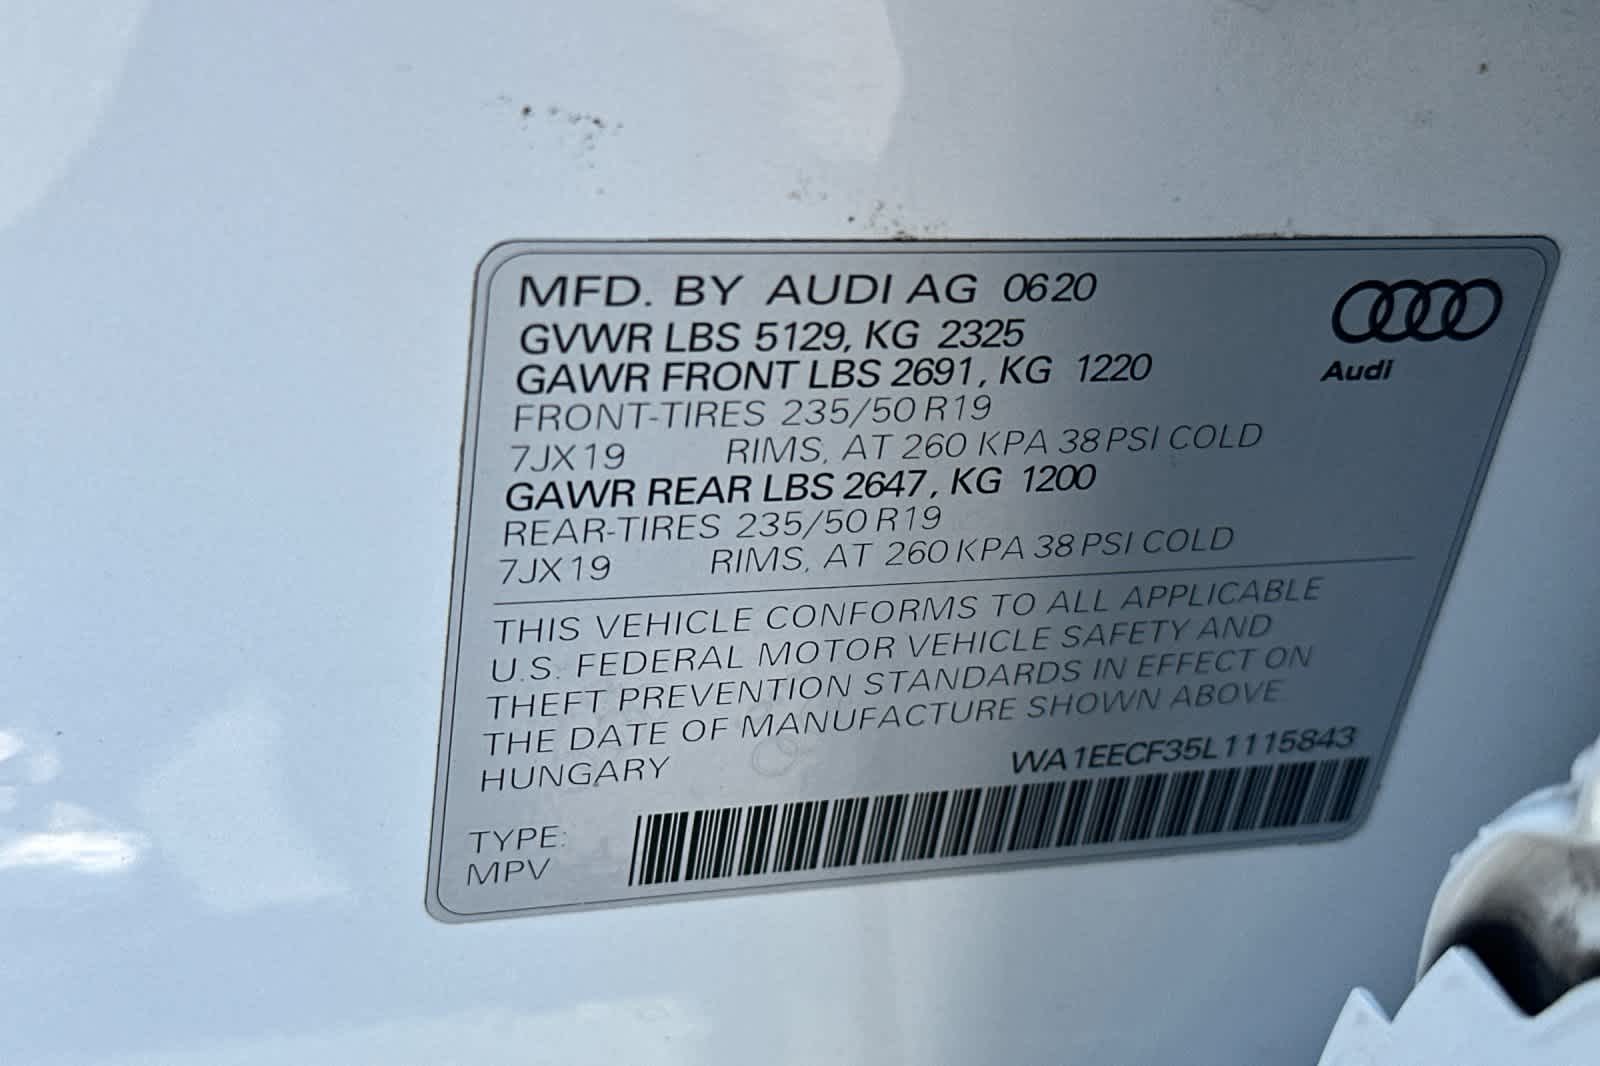 MFD. BY AUDI AG 0620
GVWR LBS 5129, KG 2325
GAWR FRONT LBS 2691, KG 1220
FRONT-TIRES 235/50 R19
7JX19 RIMS, AT 260 KPA 38 PSI COLD
GAWR REAR LBS 2647, KG 1200
REAR-TIRES 235/50 R19
7JX19 RIMS, AT 260 KPA 38 PSI COLD
Audi
THIS VEHICLE CONFORMS TO ALL APPLICABLE
U.S. FEDERAL MOTOR VEHICLE SAFETY AND
THEFT PREVENTION STANDARDS IN EFFECT ON
THE DATE OF MANUFACTURE SHOWN ABOVE
HUNGARY
WA1EECF35L1115843
TYPE:
MPV